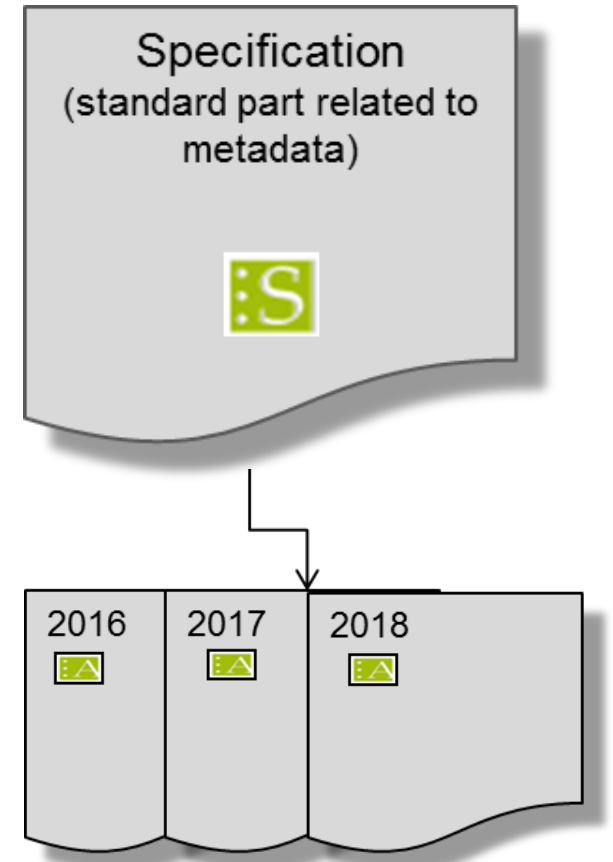 Specification
(standard part related to
metadata)
:S
2016 2017 2018
:A :A :A